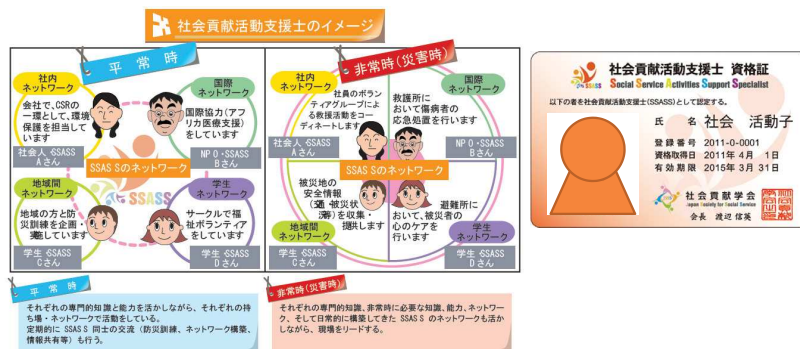 社会貢献活動支援士のイメージ
平常時
社内
ネットワーク
会社で、CSRの
一環として、環境
保護を担当して
います
社会人・SSASS
Aさん
国際
ネットワーク
国際協力(アフ
リカ医療支援)
をしています
NPO・SSASS
Bさん
SSASSのネットワーク
SSASS
地域間
ネットワーク
地域の方と防
災訓練を企画・
実施しています
学生・SSASS
Cさん
学生
ネットワーク
サークルで福
祉ボランティア
をしています
学生・SSASS
Dさん
非常時(災害時)
社内
ネットワーク
社員のボラン
ティアグループによ
る救援活動をコー
ディネートします
社会人・SSASS
Aさん
国際
ネットワーク
救護所に
おいて傷病者の
応急処置を行います
NPO・SSASS
Bさん
SSASSのネットワーク
被災地の
安全情報
(交通・被災状
況等)を収集・
提供します
地域間
ネットワーク
学生・SSASS
Cさん
避難所に
おいて、被災者の
心のケアを
行います
学生
ネットワーク
学生・SSASS
Dさん
平常時
それぞれの専門的知識と能力を活かしながら、それぞれの持
ち場・ネットワークで活動をしている。
定期的に SSASS 同士の交流(防災訓練、ネットワーク構築、
情報共有等)も行う。
非常時(災害時)
それぞれの専門的知識、非常時に必要な知識、能力、ネットワー
ク、そして日常的に構築してきた SSASS のネットワークも活か
しながら、現場をリードする。
SSASS
社会貢献活動支援士 資格証
Social Service Activities Support Specialist
以下の者を社会貢献活動支援士(SSASS)として認定する。
氏 名 社会 活動子
登録番号 2011-0-0001
資格取得日 2011年 4月 1日
有効期限 2015年 3月 31日
社会貢献学会
Japan Society for Social Service
会長 渡辺 信英